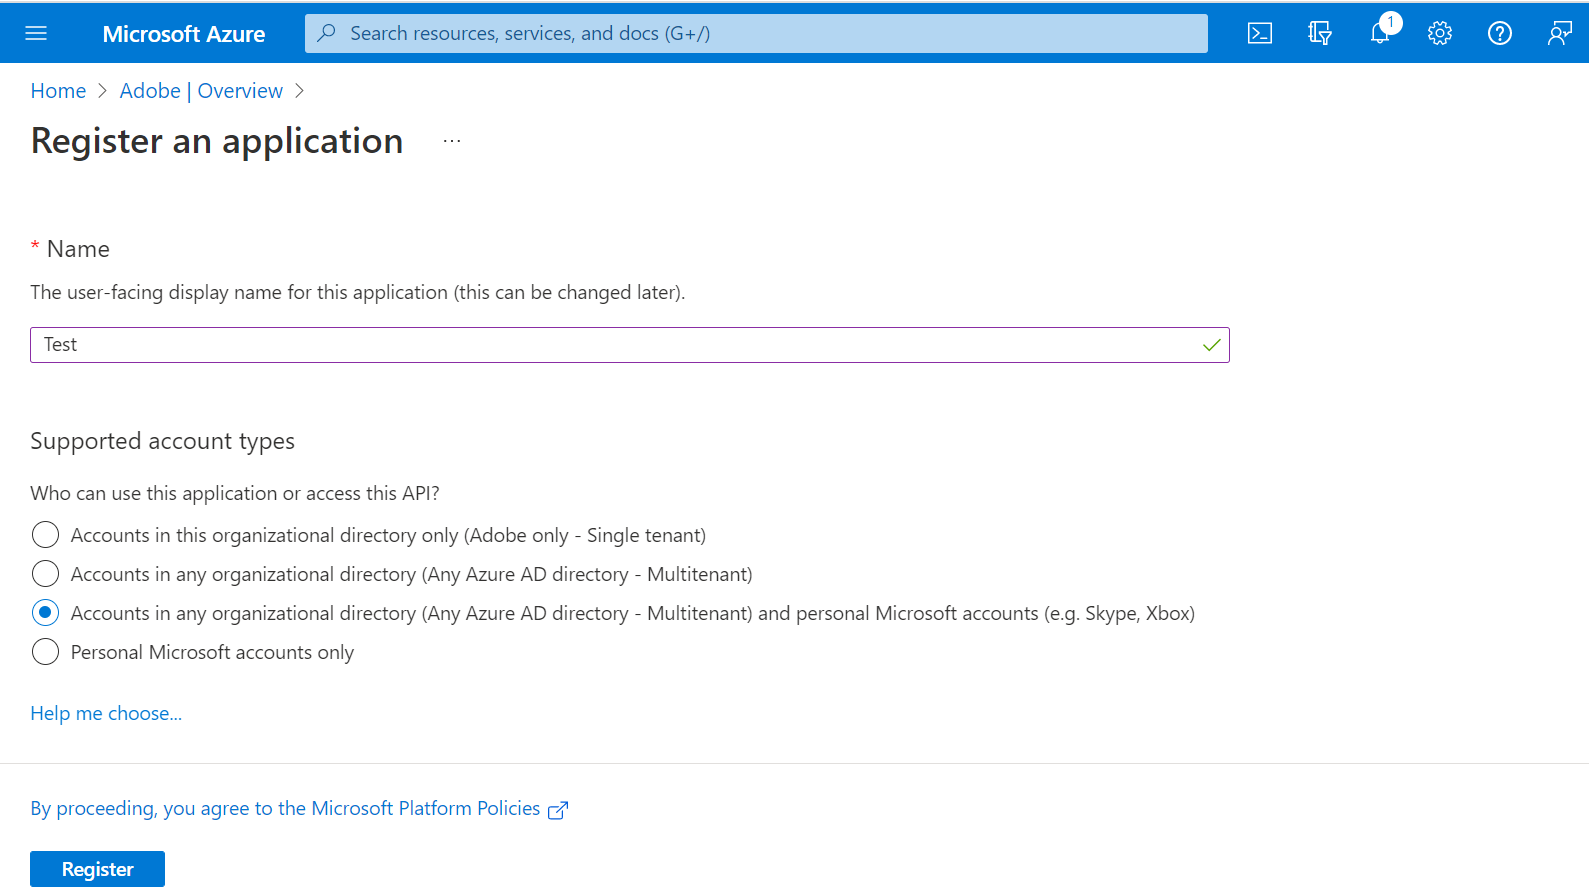 Microsoft Azure
Search resources, services, and docs (G+/)
1
Home > Adobe | Overview >
Register an application ...
* Name
The user-facing display name for this application (this can be changed later).
Test
Supported account types
Who can use this application or access this API?
Accounts in this organizational directory only (Adobe only - Single tenant)
Accounts in any organizational directory (Any Azure AD directory - Multitenant)
Accounts in any organizational directory (Any Azure AD directory - Multitenant) and personal Microsoft accounts (e.g. Skype, Xbox)
Personal Microsoft accounts only
Help me choose...
By proceeding, you agree to the Microsoft Platform Policies
Register